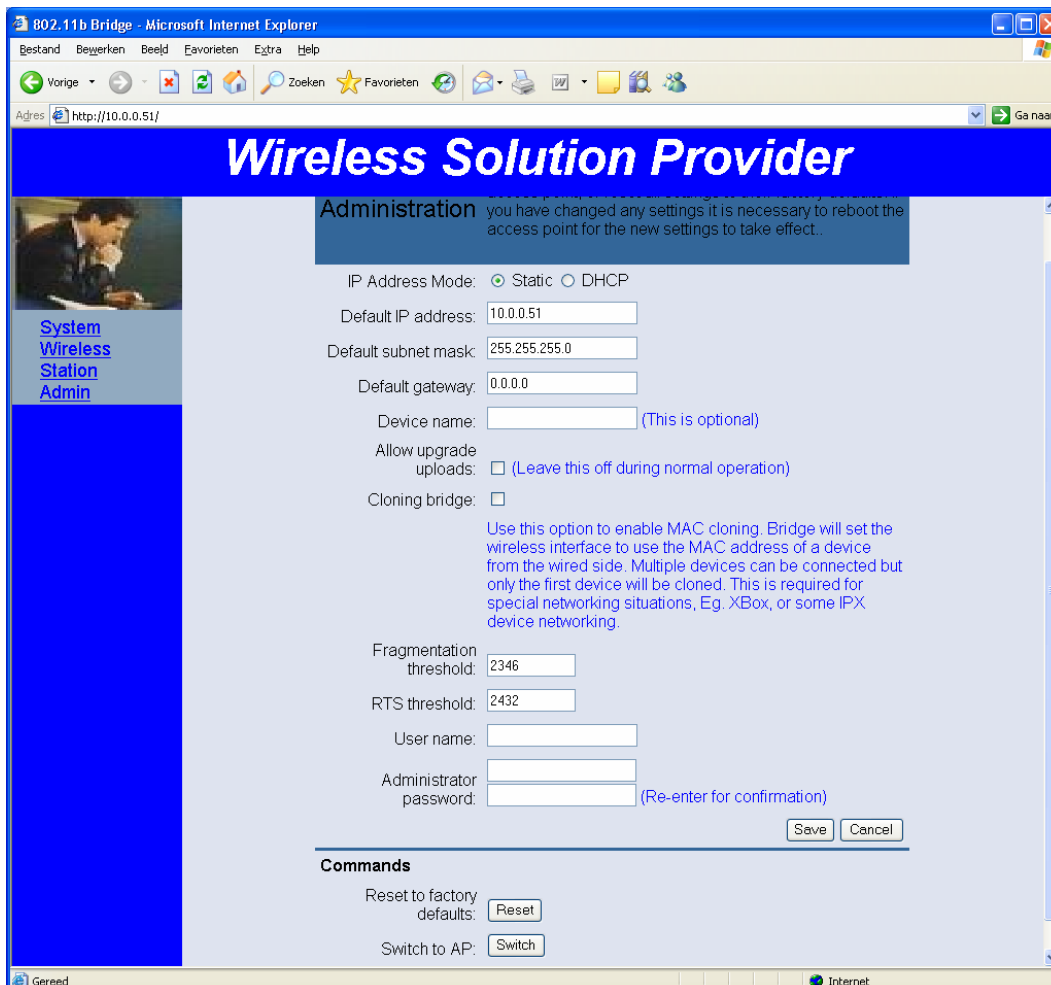 802.11b Bridge - Microsoft Internet Explorer
Bestand Bewerken Beeld Favorieten Extra Help
Vorige Zoeken Favorieten
Adres http://10.0.0.51/ Ga naar
Wireless Solution Provider
System
Wireless
Station
Admin
Administration
you have changed any settings it is necessary to reboot the
access point for the new settings to take effect..
IP Address Mode: Static DHCP
Default IP address: 10.0.0.51
Default subnet mask: 255.255.255.0
Default gateway: 0.0.0.0
Device name: (This is optional)
Allow upgrade
uploads: (Leave this off during normal operation)
Cloning bridge:
Use this option to enable MAC cloning. Bridge will set the
wireless interface to use the MAC address of a device
from the wired side. Multiple devices can be connected but
only the first device will be cloned. This is required for
special networking situations, Eg. XBox, or some IPX
device networking.
Fragmentation
threshold: 2346
RTS threshold: 2432
User name:
Administrator
password: (Re-enter for confirmation)
Save Cancel
Commands
Reset to factory
defaults: Reset
Switch to AP: Switch
Gereed Internet